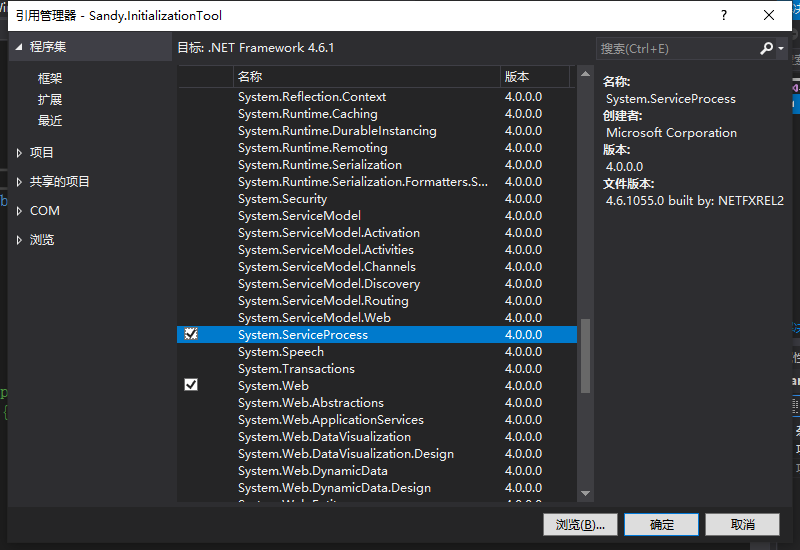 引用管理器 - Sandy.InitializationTool
程序集
框架
扩展
最近
项目
共享的项目
COM
浏览
目标: .NET Framework 4.6.1
名称 版本
System.Reflection.Context 4.0.0.0
System.Runtime.Caching 4.0.0.0
System.Runtime.DurableInstancing 4.0.0.0
System.Runtime.Remoting 4.0.0.0
System.Runtime.Serialization 4.0.0.0
System.Runtime.Serialization.Formatters.S... 4.0.0.0
System.Security 4.0.0.0
System.ServiceModel 4.0.0.0
System.ServiceModel.Activation 4.0.0.0
System.ServiceModel.Activities 4.0.0.0
System.ServiceModel.Channels 4.0.0.0
System.ServiceModel.Discovery 4.0.0.0
System.ServiceModel.Routing 4.0.0.0
System.ServiceModel.Web 4.0.0.0
System.ServiceProcess 4.0.0.0
System.Speech 4.0.0.0
System.Transactions 4.0.0.0
System.Web 4.0.0.0
System.Web.Abstractions 4.0.0.0
System.Web.ApplicationServices 4.0.0.0
System.Web.DataVisualization 4.0.0.0
System.Web.DataVisualization.Design 4.0.0.0
System.Web.DynamicData 4.0.0.0
System.Web.DynamicData.Design 4.0.0.0
搜索(Ctrl+E)
名称:
System.ServiceProcess
创建者:
Microsoft Corporation
版本:
4.0.0.0
文件版本:
4.6.1055.0 built by: NETFXREL2
浏览(B)... 确定 取消